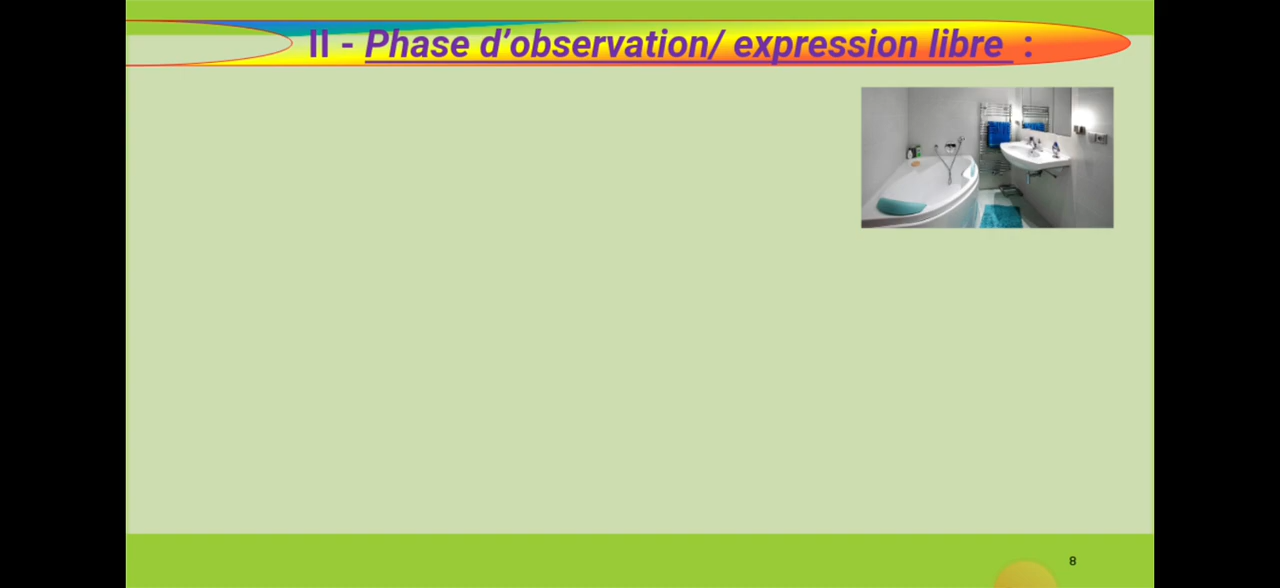 II - Phase d’observation/ expression libre :
8